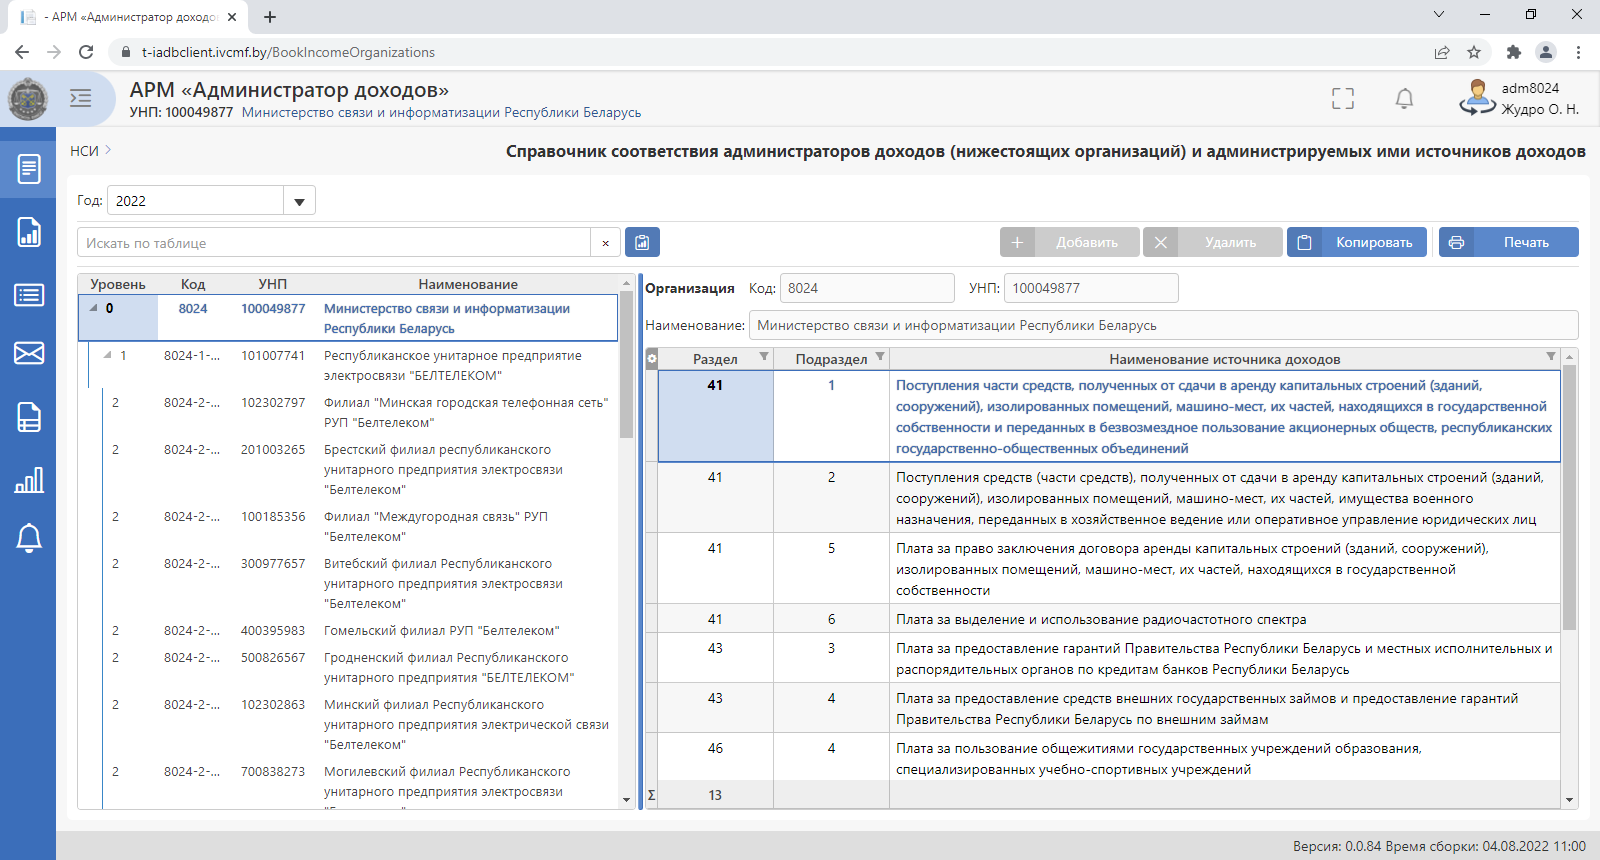 - АРМ «Администратор доходо
t-iadbclient.ivcmf.by/BookIncomeOrganizations
АРМ «Администратор доходов»
УНП: 100049877 Министерство связи и информатизации Республики Беларусь
adm8024
Жудро О. Н.
НСИ
Справочник соответствия администраторов доходов (нижестоящих организаций) и администрируемых ими источников доходов
Год: 2022
Искать по таблице
Добавить
Удалить
Копировать
Печать
Уровень Код УНП Наименование
0 8024 100049877 Министерство связи и информатизации
Республики Беларусь
1 8024-1-... 101007741 Республиканское унитарное предприятие
электросвязи "БЕЛТЕЛЕКОМ"
2 8024-2-... 102302797 Филиал "Минская городская телефонная сеть"
РУП "Белтелеком"
2 8024-2-... 201003265 Брестский филиал республиканского
унитарного предприятия электросвязи
"Белтелеком"
2 8024-2-... 100185356 Филиал "Междугородная связь" РУП
"Белтелеком"
2 8024-2-... 300977657 Витебский филиал Республиканского
унитарного предприятия электросвязи
"Белтелеком"
2 8024-2-... 400395983 Гомельский филиал РУП "Белтелеком"
2 8024-2-... 500826567 Гродненский филиал Республиканского
унитарного предприятия "БЕЛТЕЛЕКОМ"
2 8024-2-... 102302863 Минский филиал Республиканского
унитарного предприятия электрической связи
"Белтелеком"
2 8024-2-... 700838273 Могилевский филиал Республиканского
унитарного предприятия электросвязи
Организация Код: 8024 УНП: 100049877
Наименование: Министерство связи и информатизации Республики Беларусь
Раздел Подраздел Наименование источника доходов
41 1 Поступления части средств, полученных от сдачи в аренду капитальных строений (зданий,
сооружений), изолированных помещений, машино-мест, их частей, находящихся в государственной
собственности и переданных в безвозмездное пользование акционерных обществ, республиканских
государственно-общественных объединений
41 2 Поступления средств (части средств), полученных от сдачи в аренду капитальных строений (зданий,
сооружений), изолированных помещений, машино-мест, их частей, имущества военного
назначения, переданных в хозяйственное ведение или оперативное управление юридических лиц
41 5 Плата за право заключения договора аренды капитальных строений (зданий, сооружений),
изолированных помещений, машино-мест, их частей, находящихся в государственной
собственности
41 6 Плата за выделение и использование радиочастотного спектра
43 3 Плата за предоставление гарантий Правительства Республики Беларусь и местных исполнительных и
распорядительных органов по кредитам банков Республики Беларусь
43 4 Плата за предоставление средств внешних государственных займов и предоставление гарантий
Правительства Республики Беларусь по внешним займам
46 4 Плата за пользование общежитиями государственных учреждений образования,
специализированных учебно-спортивных учреждений
Σ 13
Версия: 0.0.84 Время сборки: 04.08.2022 11:00